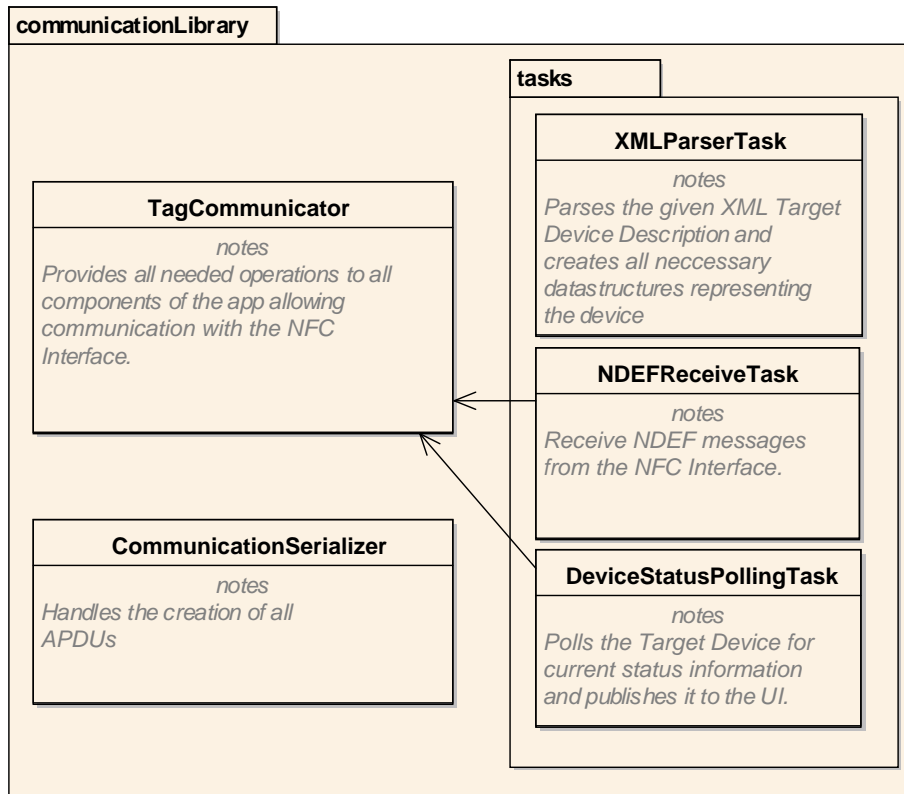 communicationLibrary
tasks
XMLParserTask
notes
Parses the given XML Target
Device Description and
creates all neccessary
datastructures representing
the device
TagCommunicator
notes
Provides all needed operations to all
components of the app allowing
communication with the NFC
Interface.
NDEFReceiveTask
notes
Receive NDEF messages
from the NFC Interface.
CommunicationSerializer
notes
Handles the creation of all
APDUs
DeviceStatusPollingTask
notes
Polls the Target Device for
current status information
and publishes it to the UI.